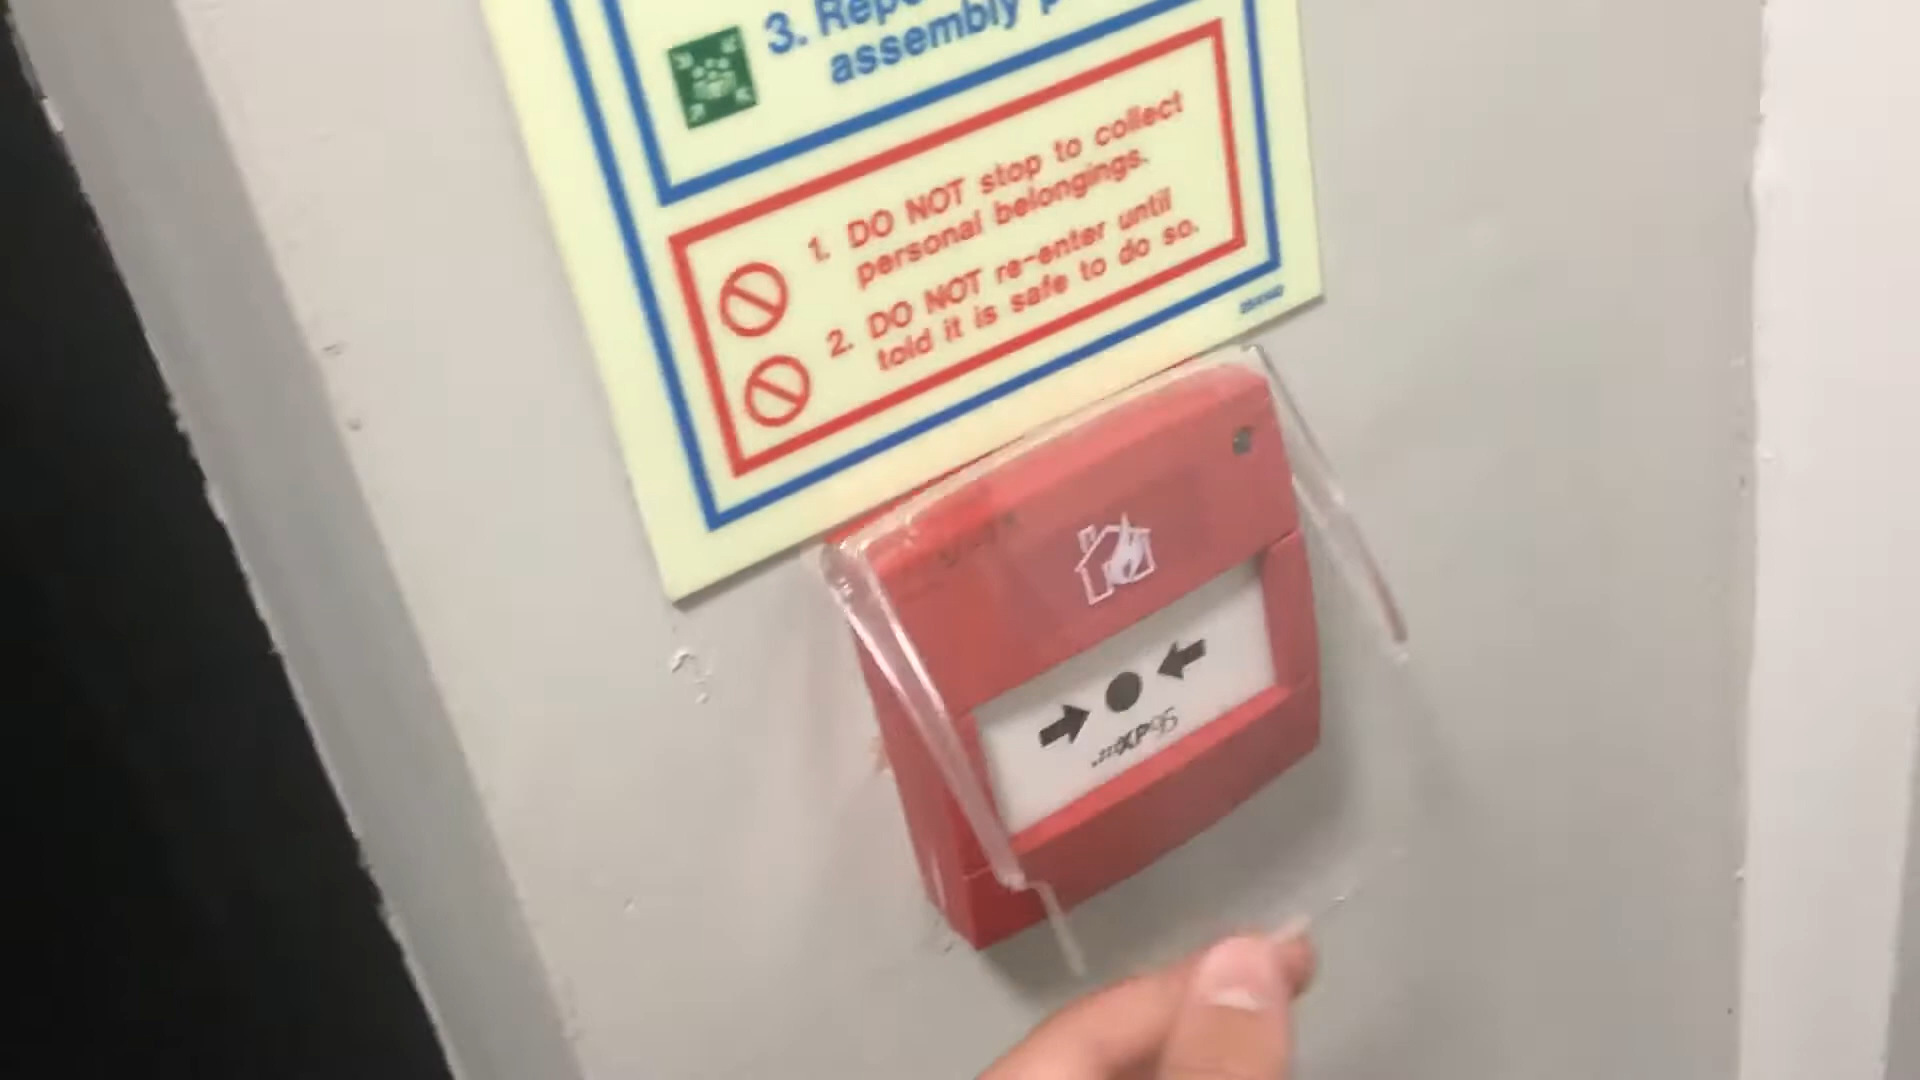 3. Repo
assembly p
1. DO NOT stop to collect
personal belongings.
2. DO NOT re-enter until
told it is safe to do so.
XP95